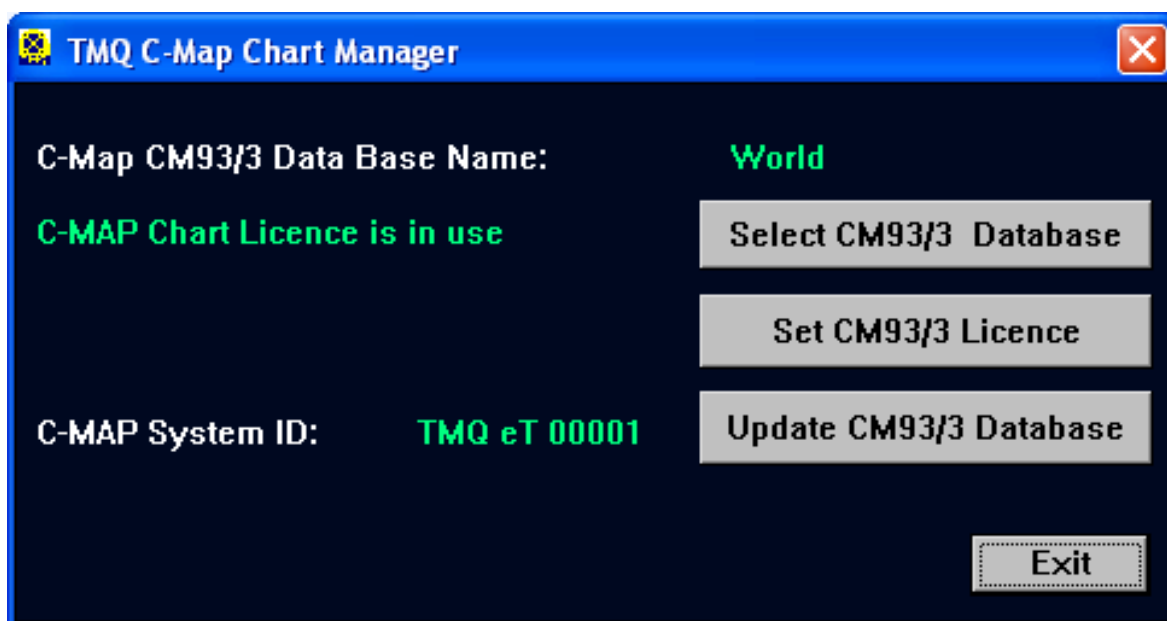 TMQ C-Map Chart Manager
C-Map CM93/3 Data Base Name: World
C-MAP Chart Licence is in use
Select CM93/3 Database
Set CM93/3 Licence
C-MAP System ID: TMQ eT 00001
Update CM93/3 Database
Exit